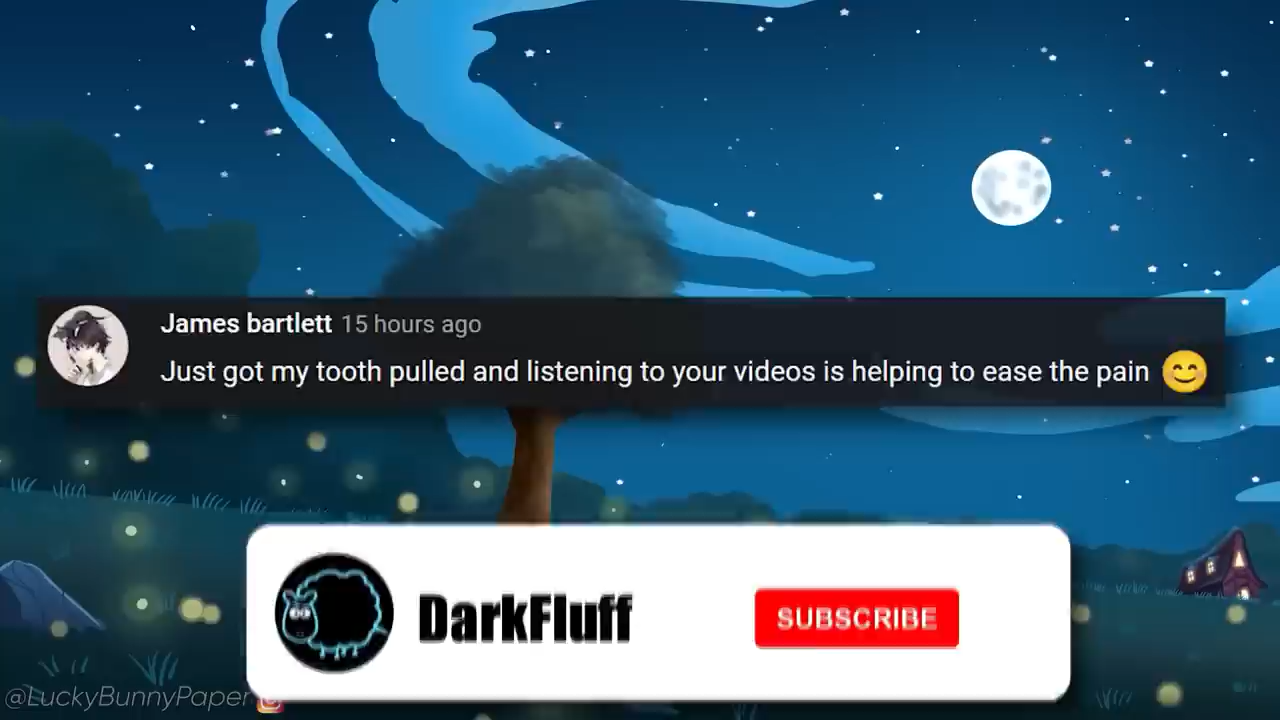 James bartlett 15 hours ago
Just got my tooth pulled and listening to your videos is helping to ease the pain 😊
DarkFluff
SUBSCRIBE
@LuckyBunnyPaper